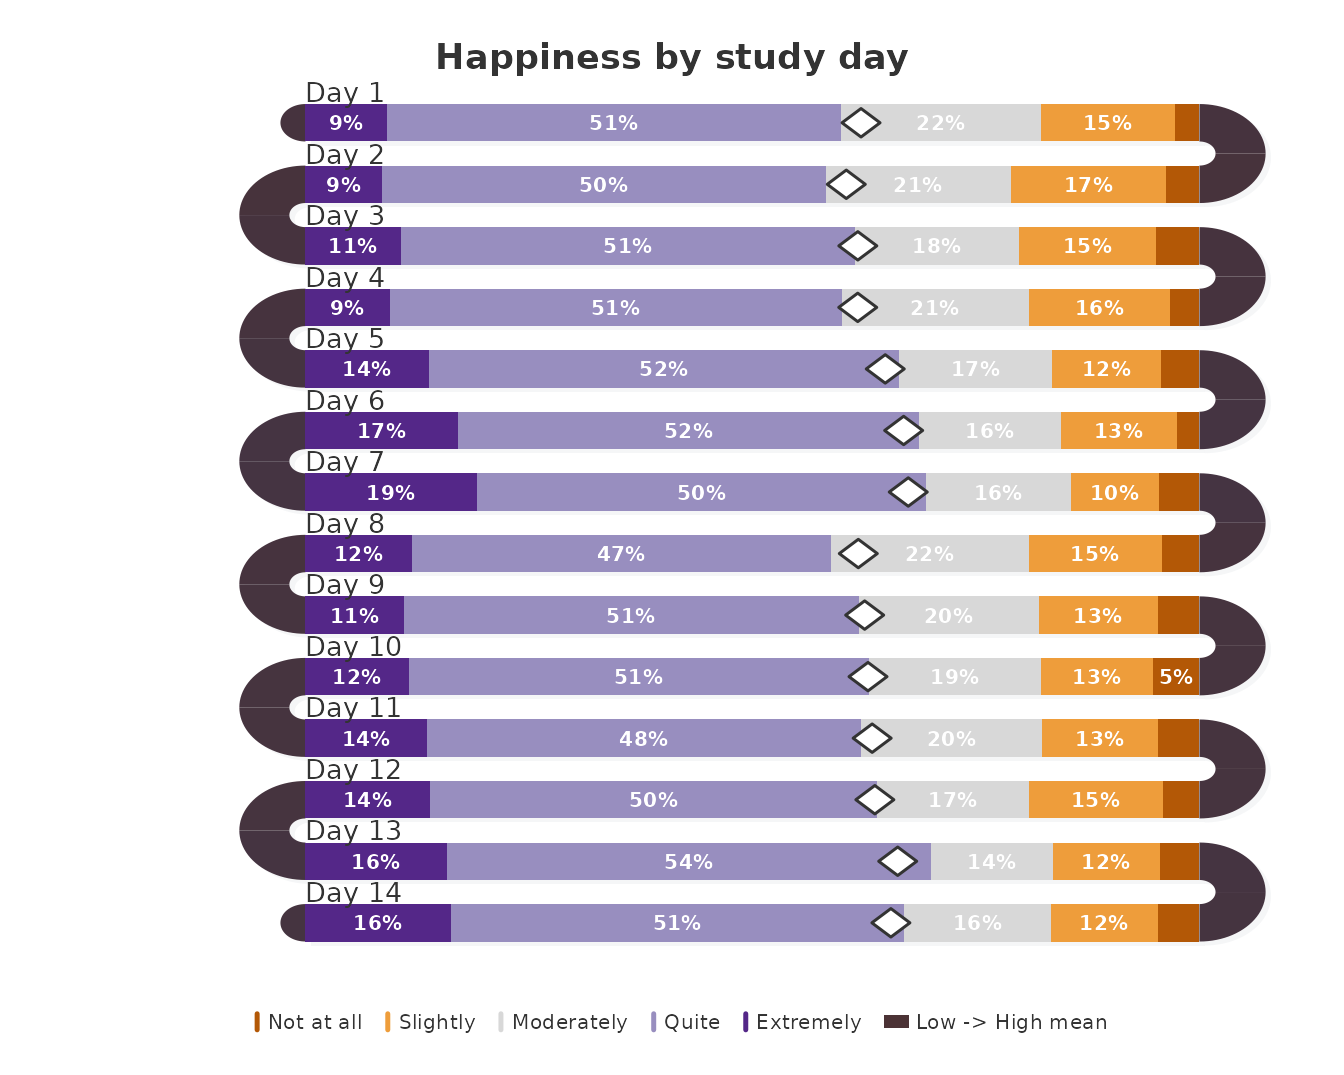 Happiness by study day
Day 1
9% 51% 22% 15%
Day 2
9% 50% 21% 17%
Day 3
11% 51% 18% 15%
Day 4
9% 51% 21% 16%
Day 5
14% 52% 17% 12%
Day 6
17% 52% 16% 13%
Day 7
19% 50% 16% 10%
Day 8
12% 47% 22% 15%
Day 9
11% 51% 20% 13%
Day 10
12% 51% 19% 13% 5%
Day 11
14% 48% 20% 13%
Day 12
14% 50% 17% 15%
Day 13
16% 54% 14% 12%
Day 14
16% 51% 16% 12%
Not at all Slightly Moderately Quite Extremely Low -> High mean